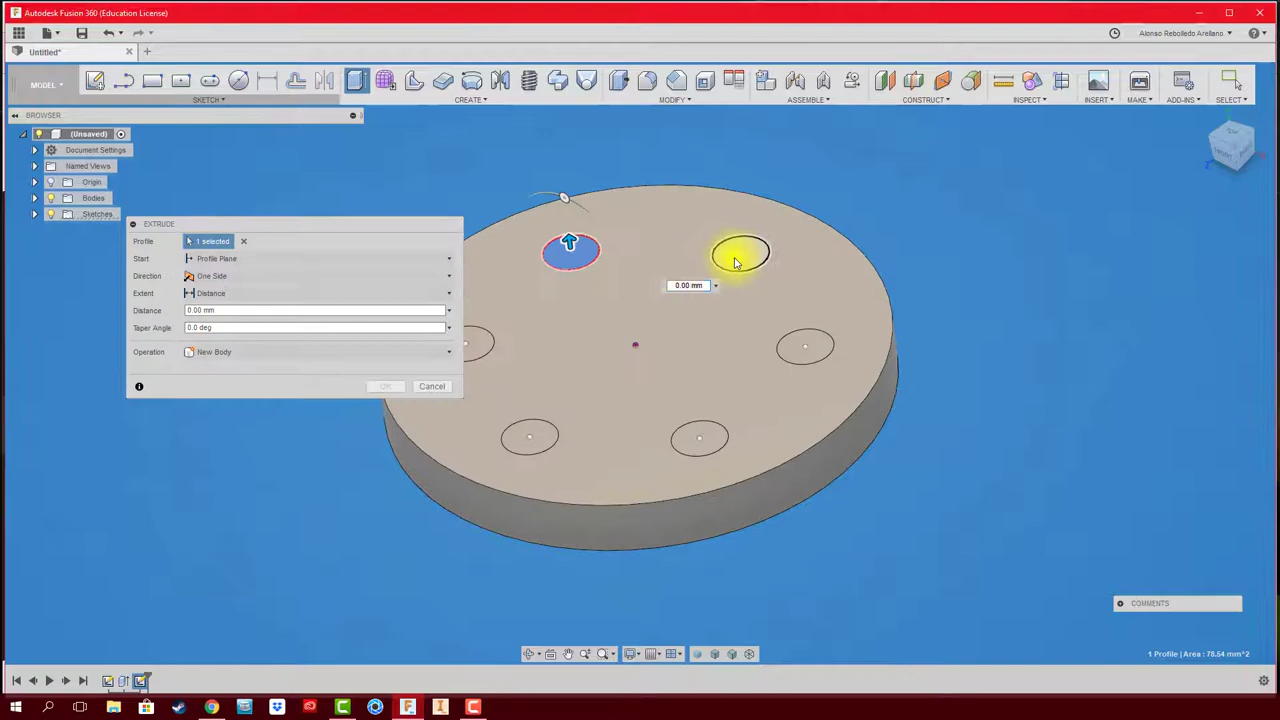 Autodesk Fusion 360 (Education License)
Alonso Rebolledo Arellano
Untitled*
MODEL
SKETCH
CREATE
MODIFY
ASSEMBLE
CONSTRUCT
INSPECT
INSERT
MAKE
ADD-INS
SELECT
BROWSER
(Unsaved)
Document Settings
Named Views
Origin
Bodies
Sketches
EXTRUDE
Profile 1 selected
Start Profile Plane
Direction One Side
Extent Distance
Distance 0.00 mm
Taper Angle 0.0 deg
Operation New Body
OK Cancel
0.00 mm
TOP
FRONT
COMMENTS
1 Profile | Area : 78.54 mm^2